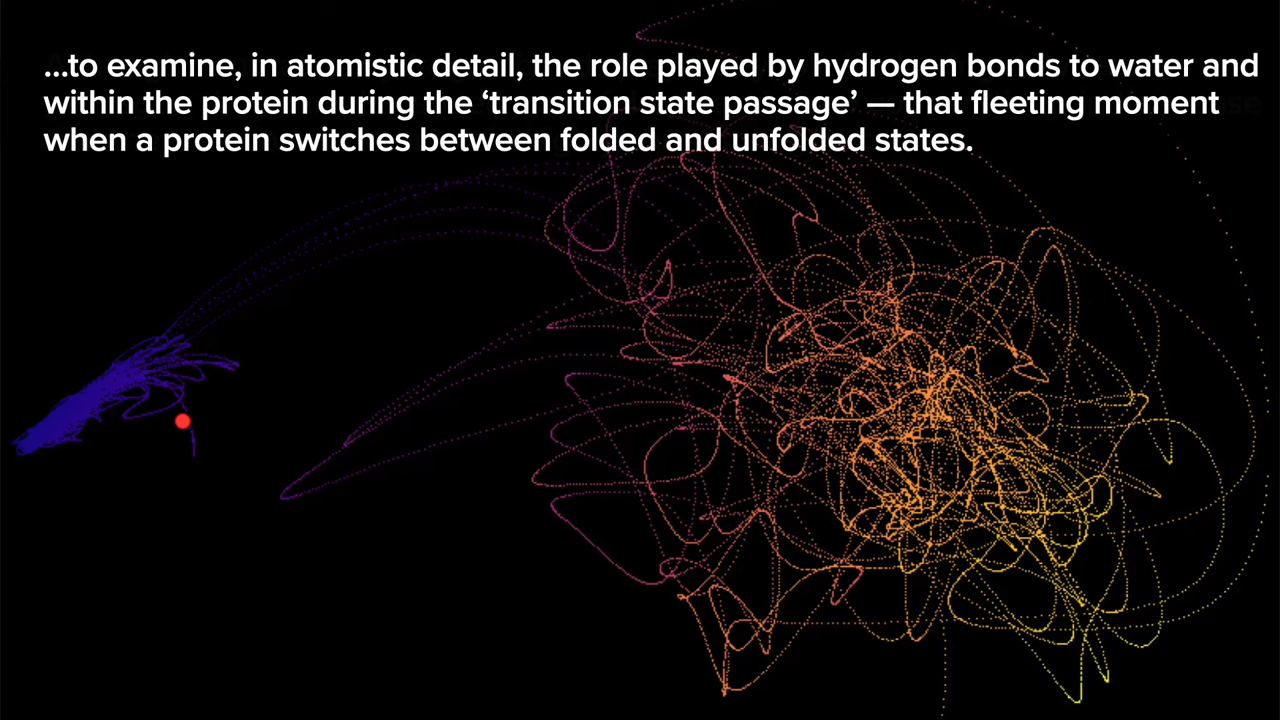 ...to examine, in atomistic detail, the role played by hydrogen bonds to water and
within the protein during the ‘transition state passage’ — that fleeting moment
when a protein switches between folded and unfolded states.